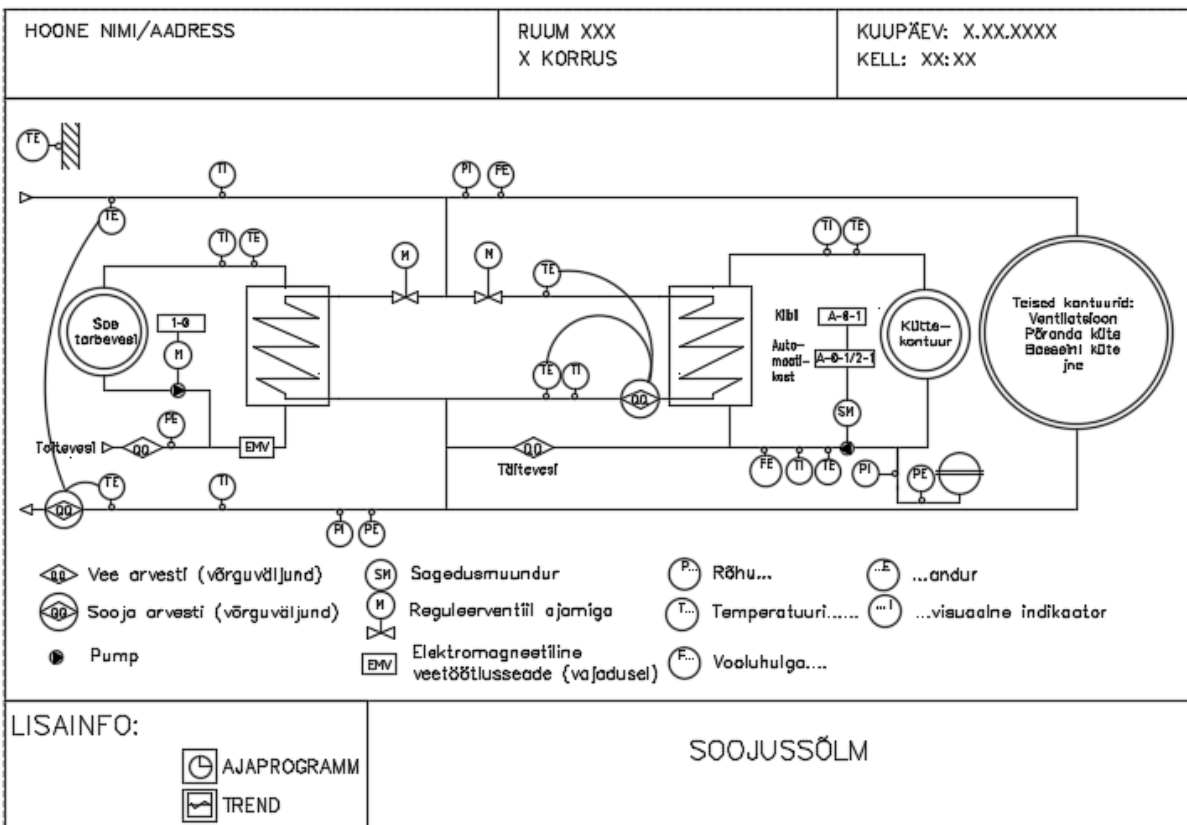 HOONE NIMI/AADRESS
RUUM XXX
X KORRUS
KUUPÄEV: X.XX.XXXX
KELL: XX:XX
TE
TI
PI
FE
TE
TI
TE
M
M
TE
TI
TE
Soe
tarbevesi
1-0
M
Kibil
A-0-1
Auto-
maati-
kast
A-0-1/2-1
Kütte-
kontuur
Teised kontuurid:
Ventilatsioon
Põranda küte
Basseini küte
jne
TE
TI
QQ
SM
PE
Täitevesi
QQ
EMV
QQ
Täitevesi
FE
TI
TE
PI
PE
QQ
TE
TI
PI
PE
QQ Vee arvesti (võrguväljund)
SM Sagedusmuundur
P... Rõhu...
...E ...andur
QQ Sooja arvesti (võrguväljund)
M Reguleerventiil ajamiga
T... Temperatuuri......
...I ...visuaalne indikaator
Pump
EMV Elektromagneetiline
veetöötlusseade (vajadusel)
F... Vooluhulga....
LISAINFO:
AJAPROGRAMM
TREND
SOOJUSSÕLM